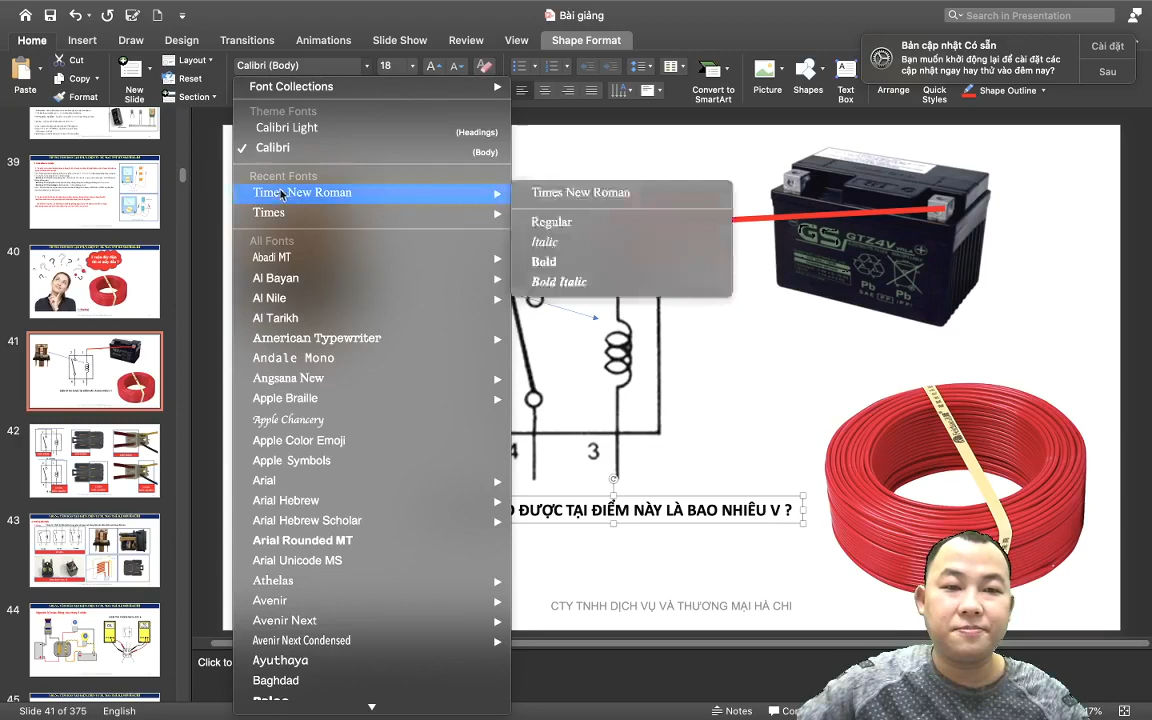 Bài giảng
Search in Presentation
Home
Insert
Draw
Design
Transitions
Animations
Slide Show
Review
View
Shape Format
Bản cập nhật Có sẵn
Bạn muốn khởi động lại để cài đặt các
cập nhật ngay hay thử vào đêm nay?
Cài đặt
Sau
Paste
Cut
Copy
Format
New
Slide
Layout
Reset
Section
Calibri (Body)
18
Convert to
SmartArt
Picture
Shapes
Text
Box
Arrange
Quick
Styles
Shape Outline
Font Collections
Theme Fonts
Calibri Light
(Headings)
Calibri
(Body)
Recent Fonts
Times New Roman
Times
All Fonts
Abadi MT
Al Bayan
Al Nile
Al Tarikh
American Typewriter
Andale Mono
Angsana New
Apple Braille
Apple Chancery
Apple Color Emoji
Apple Symbols
Arial
Arial Hebrew
Arial Hebrew Scholar
Arial Rounded MT
Arial Unicode MS
Athelas
Avenir
Avenir Next
Avenir Next Condensed
Ayuthaya
Baghdad
Times New Roman
Regular
Italic
Bold
Bold Italic
39
40
41
42
43
44
45
GS
GTZ4V
Pb
Pb
4
3
ĐƯỢC TẠI ĐIỂM NÀY LÀ BAO NHIÊU V ?
CTY TNHH DỊCH VỤ VÀ THƯƠNG MẠI HÀ CHI
Click to
Slide 41 of 375
English
Notes